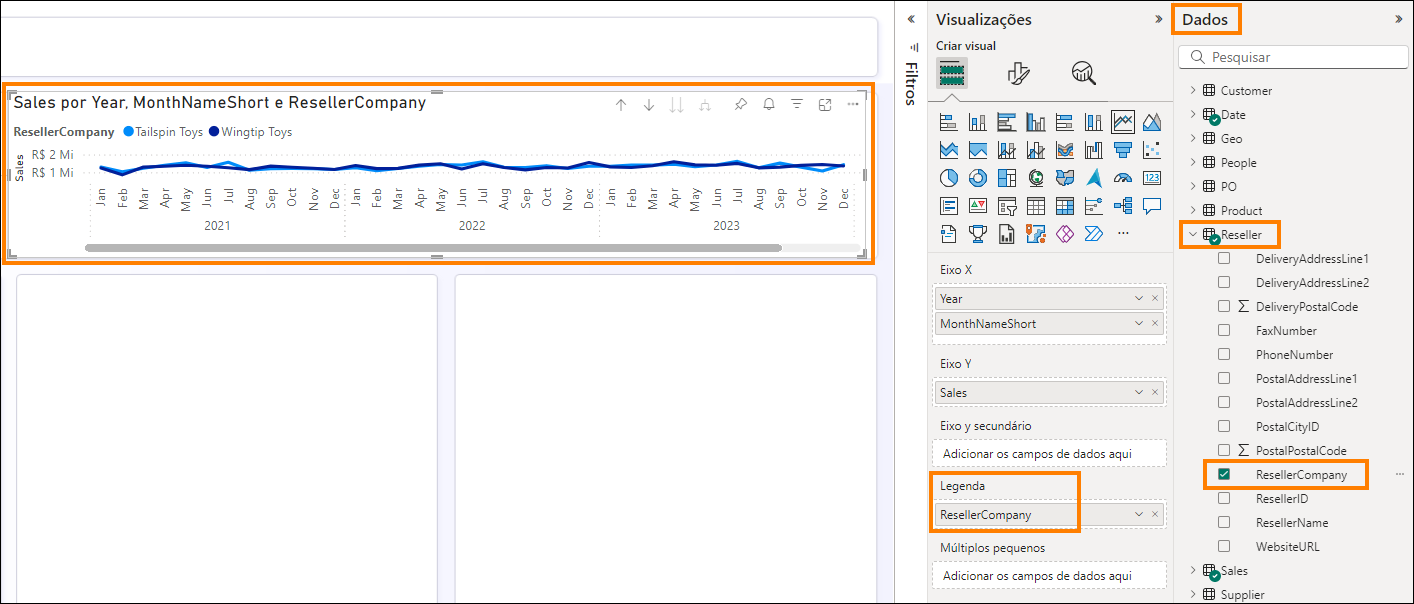 Sales por Year, MonthNameShort e ResellerCompany
ResellerCompany Tailspin Toys Wingtip Toys
Sales
R$ 2 Mi
R$ 1 Mi
Jan Feb Mar Apr May Jun Jul Aug Sep Oct Nov Dec Jan Feb Mar Apr May Jun Jul Aug Sep Oct Nov Dec Jan Feb Mar Apr May Jun Jul Aug Sep Oct Nov Dec
2021 2022 2023
Filtros
Visualizações
Criar visual
123
Eixo X
Year
MonthNameShort
Eixo Y
Sales
Eixo y secundário
Adicionar os campos de dados aqui
Legenda
ResellerCompany
Múltiplos pequenos
Adicionar os campos de dados aqui
Dados
Pesquisar
Customer
Date
Geo
People
PO
Product
Reseller
DeliveryAddressLine1
DeliveryAddressLine2
DeliveryPostalCode
FaxNumber
PhoneNumber
PostalAddressLine1
PostalAddressLine2
PostalCityID
PostalPostalCode
ResellerCompany
ResellerID
ResellerName
WebsiteURL
Sales
Supplier